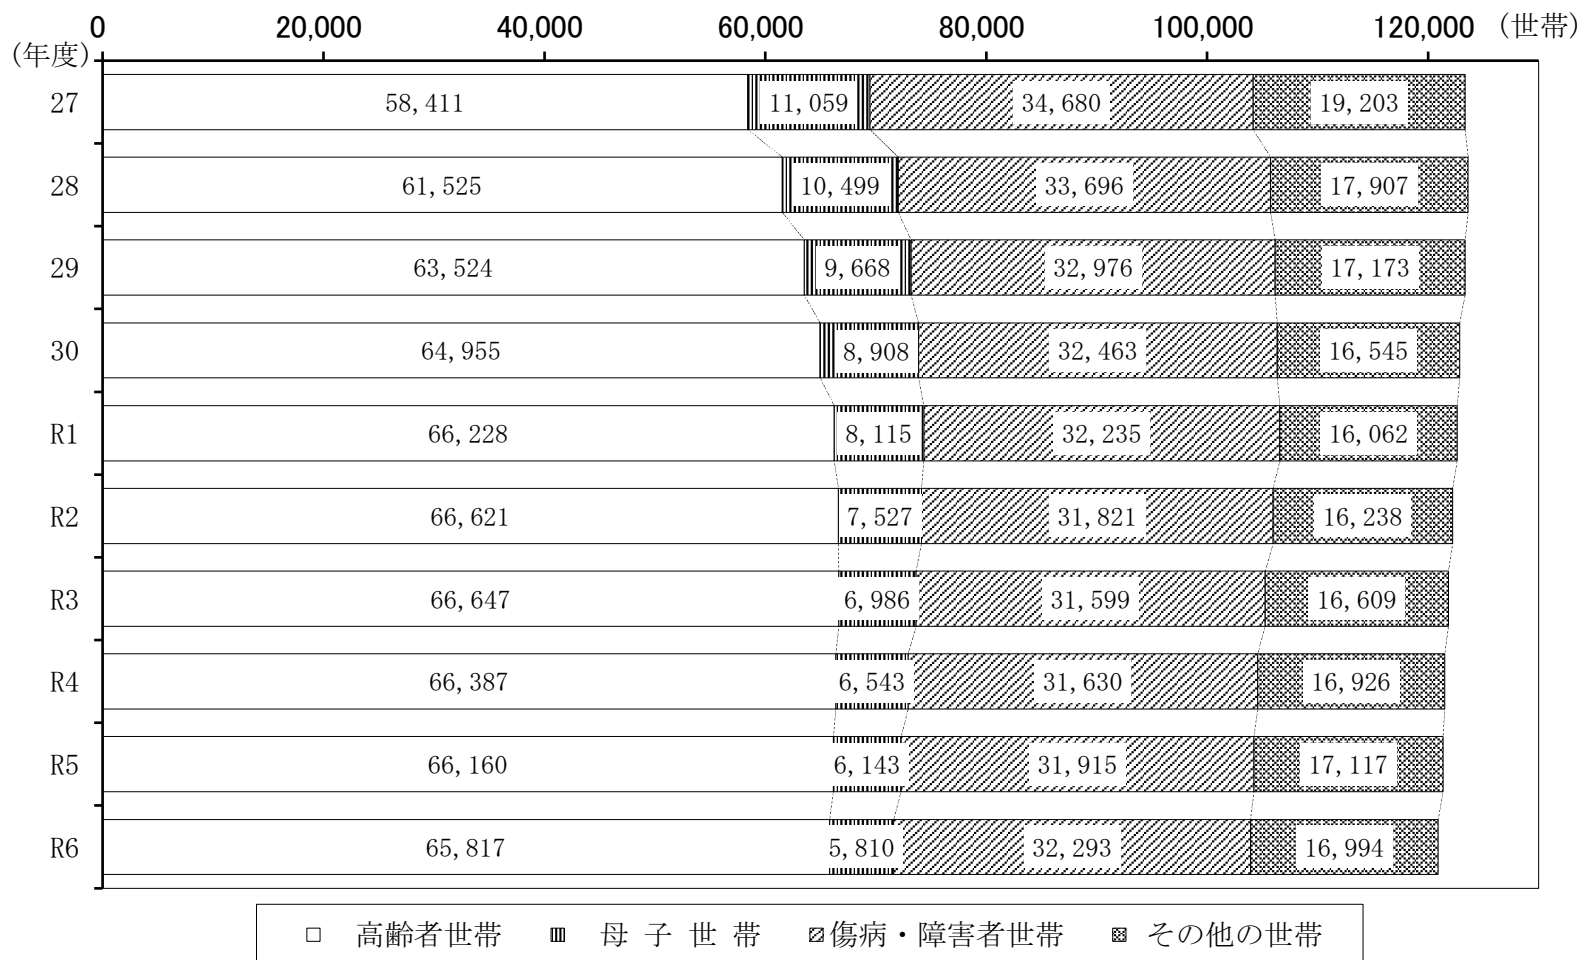 0 20,000 40,000 60,000 80,000 100,000 120,000 (世帯)
(年度)
27 58,411 11,059 34,680 19,203
28 61,525 10,499 33,696 17,907
29 63,524 9,668 32,976 17,173
30 64,955 8,908 32,463 16,545
R1 66,228 8,115 32,235 16,062
R2 66,621 7,527 31,821 16,238
R3 66,647 6,986 31,599 16,609
R4 66,387 6,543 31,630 16,926
R5 66,160 6,143 31,915 17,117
R6 65,817 5,810 32,293 16,994
高齢者世帯 母 子 世 帯 傷病・障害者世帯 その他の世帯